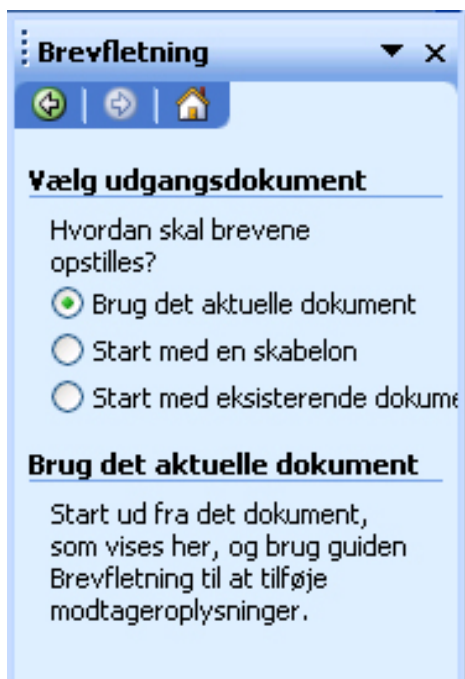 Brevfletning
Vælg udgangsdokument
Hvordan skal brevene
opstilles?
Brug det aktuelle dokument
Start med en skabelon
Start med eksisterende dokume
Brug det aktuelle dokument
Start ud fra det dokument,
som vises her, og brug guiden
Brevfletning til at tilføje
modtageroplysninger.